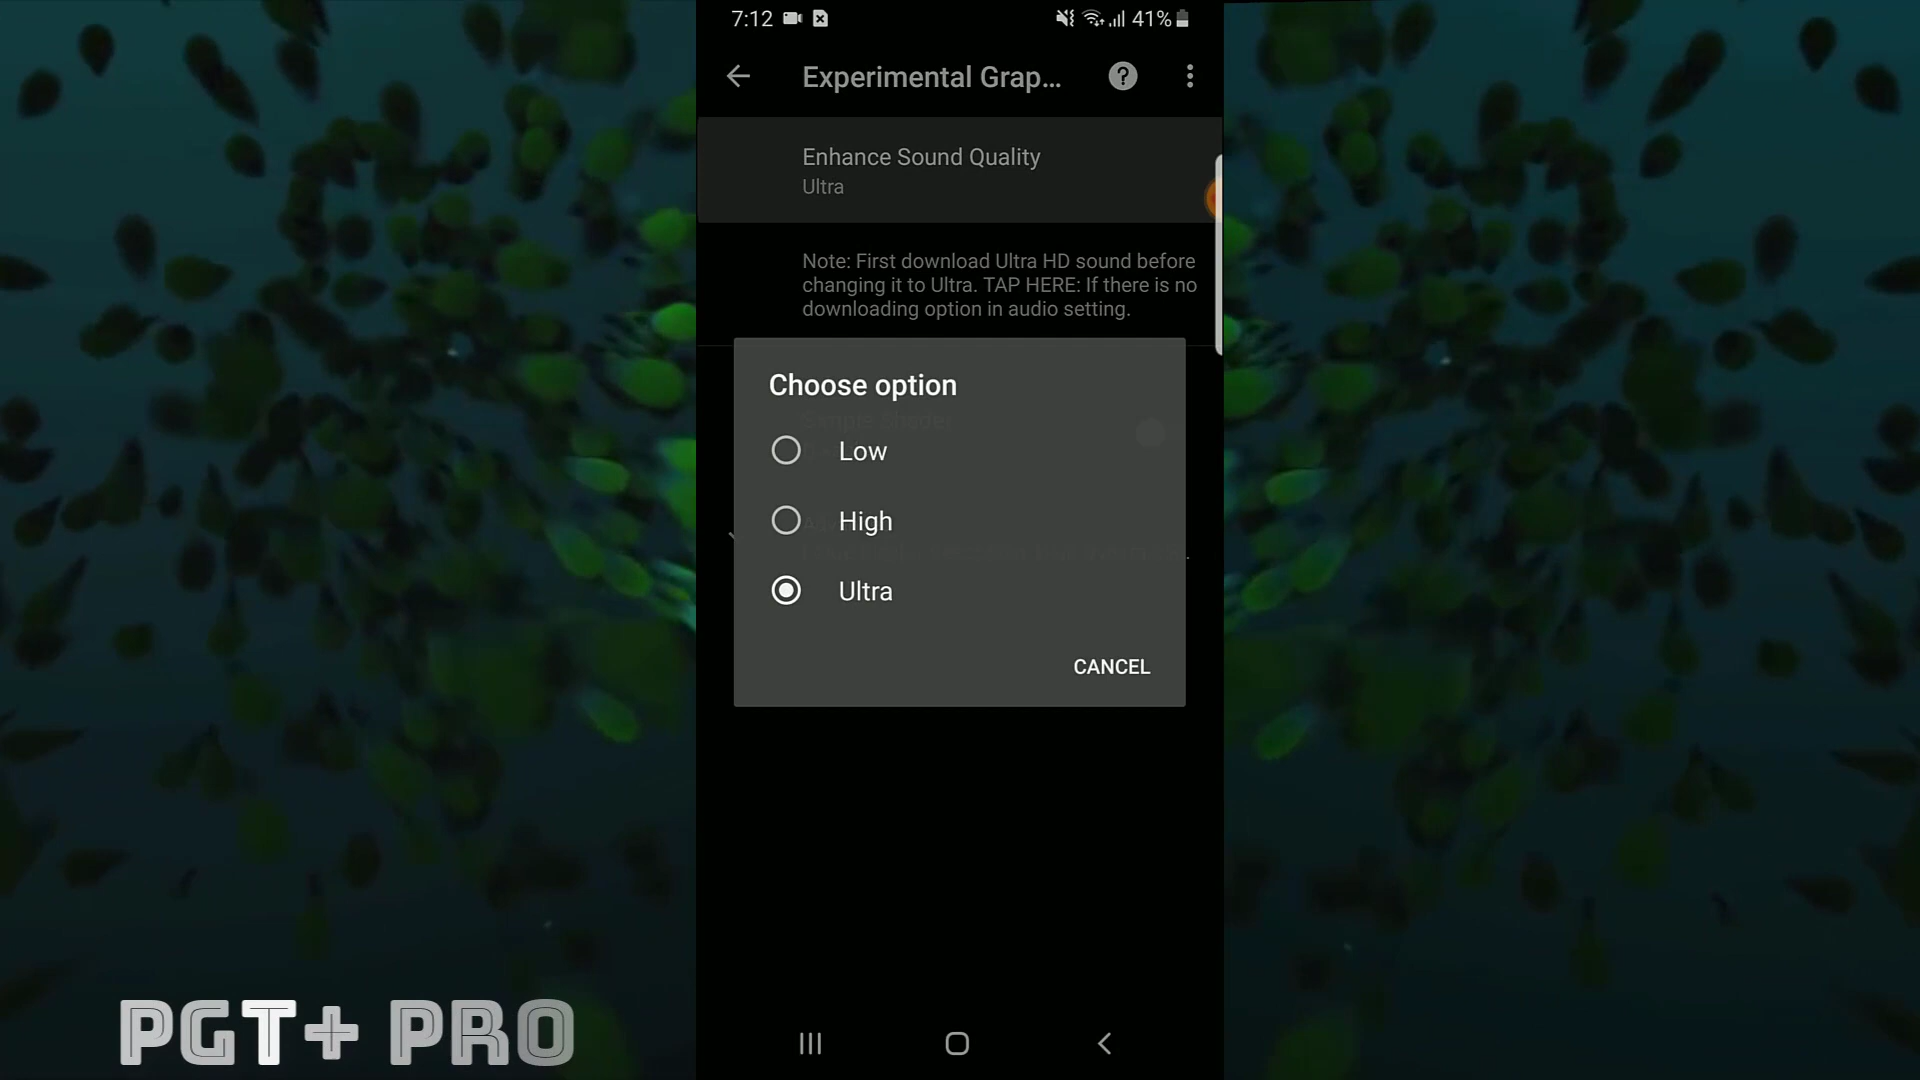 7:12
41%
Experimental Grap...
Enhance Sound Quality
Ultra
Note: First download Ultra HD sound before
changing it to Ultra. TAP HERE: If there is no
downloading option in audio setting.
Choose option
Low
High
Ultra
CANCEL
PGT+ PRO